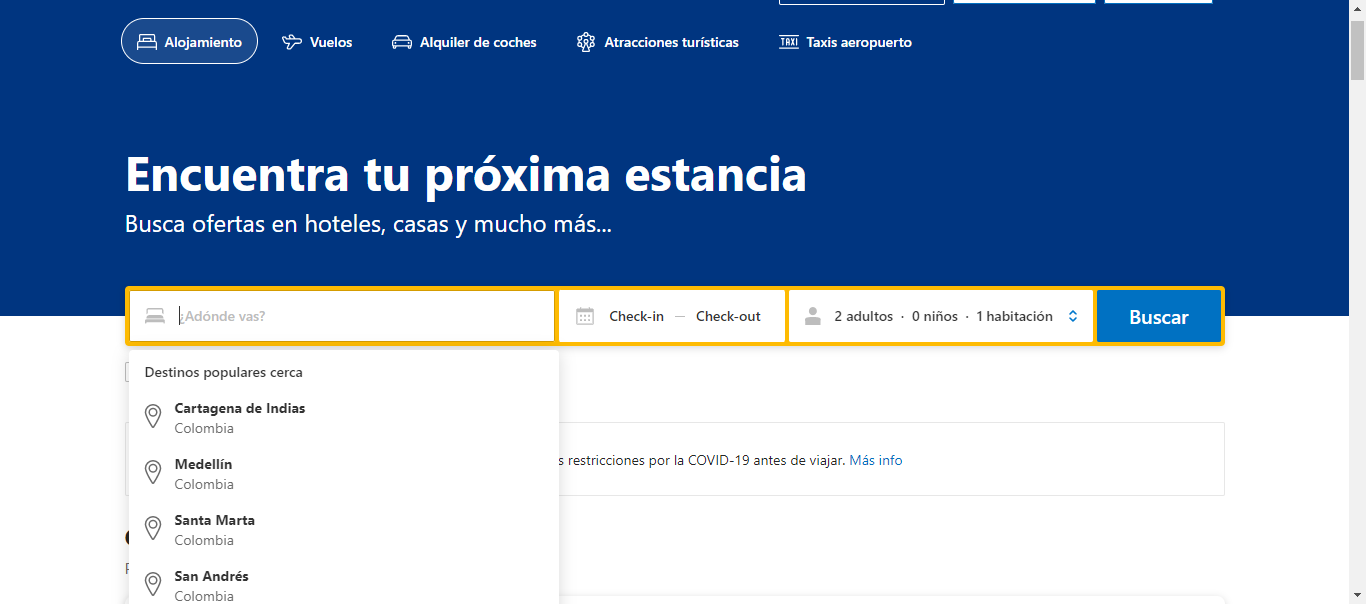 Alojamiento Vuelos Alquiler de coches Atracciones turísticas TAXI Taxis aeropuerto
Encuentra tu próxima estancia
Busca ofertas en hoteles, casas y mucho más...
¿Adónde vas? Check-in — Check-out 2 adultos · 0 niños · 1 habitación Buscar
Destinos populares cerca
Cartagena de Indias
Colombia
restricciones por la COVID-19 antes de viajar. Más info
Medellín
Colombia
Santa Marta
Colombia
San Andrés
Colombia